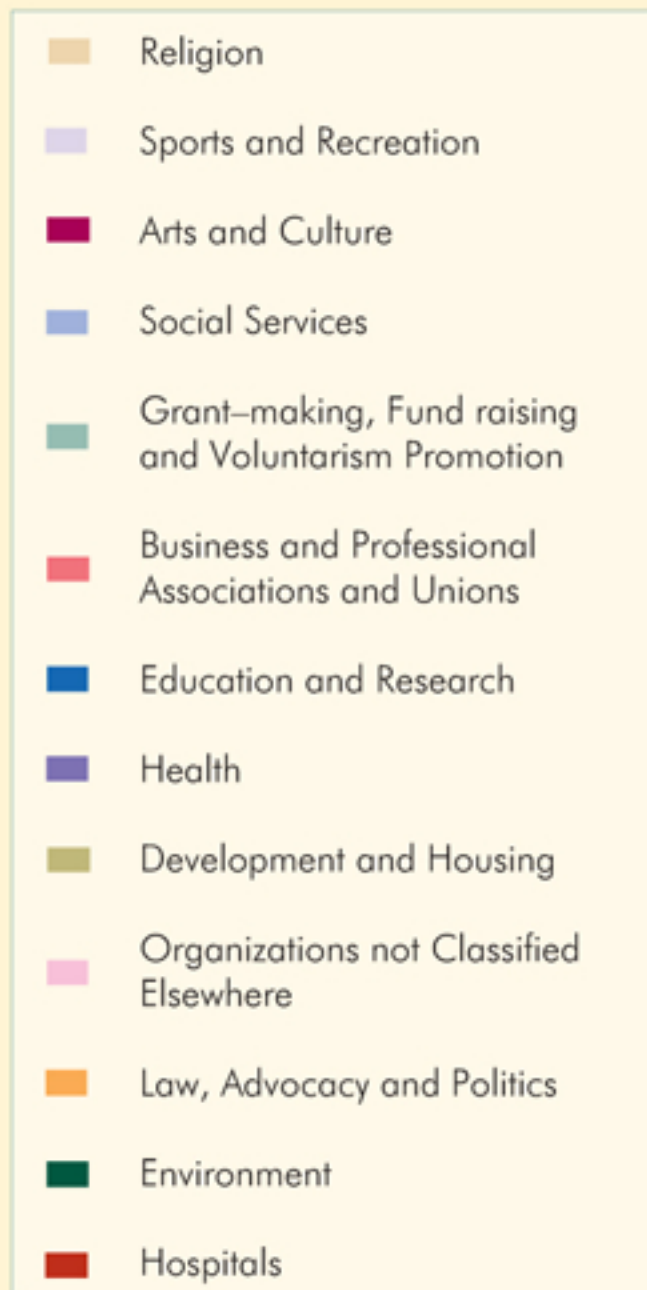 Religion
Sports and Recreation
Arts and Culture
Social Services
Grant–making, Fund raising
and Voluntarism Promotion
Business and Professional
Associations and Unions
Education and Research
Health
Development and Housing
Organizations not Classified
Elsewhere
Law, Advocacy and Politics
Environment
Hospitals